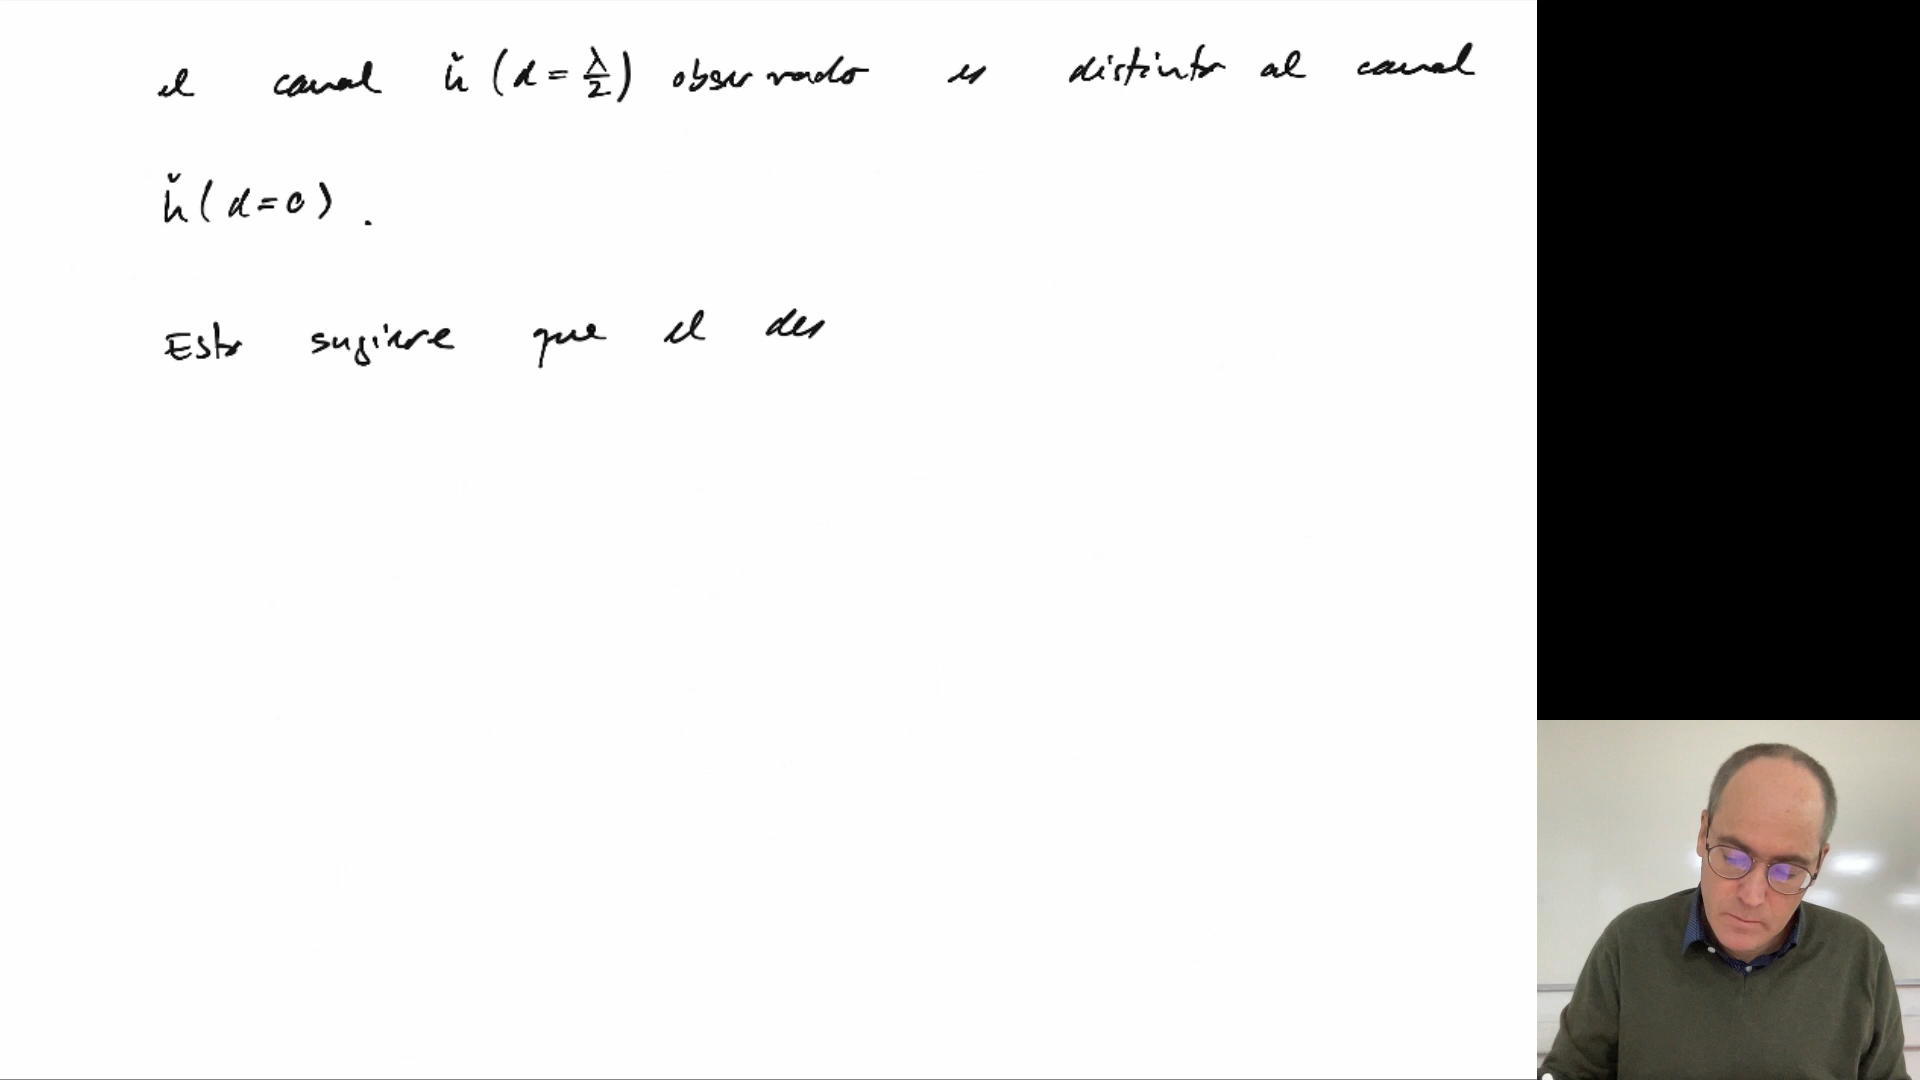 el canal ȟ (d = λ/2) observado es distinto al canal
ȟ (d = 0) .
Esto sugiere que el des